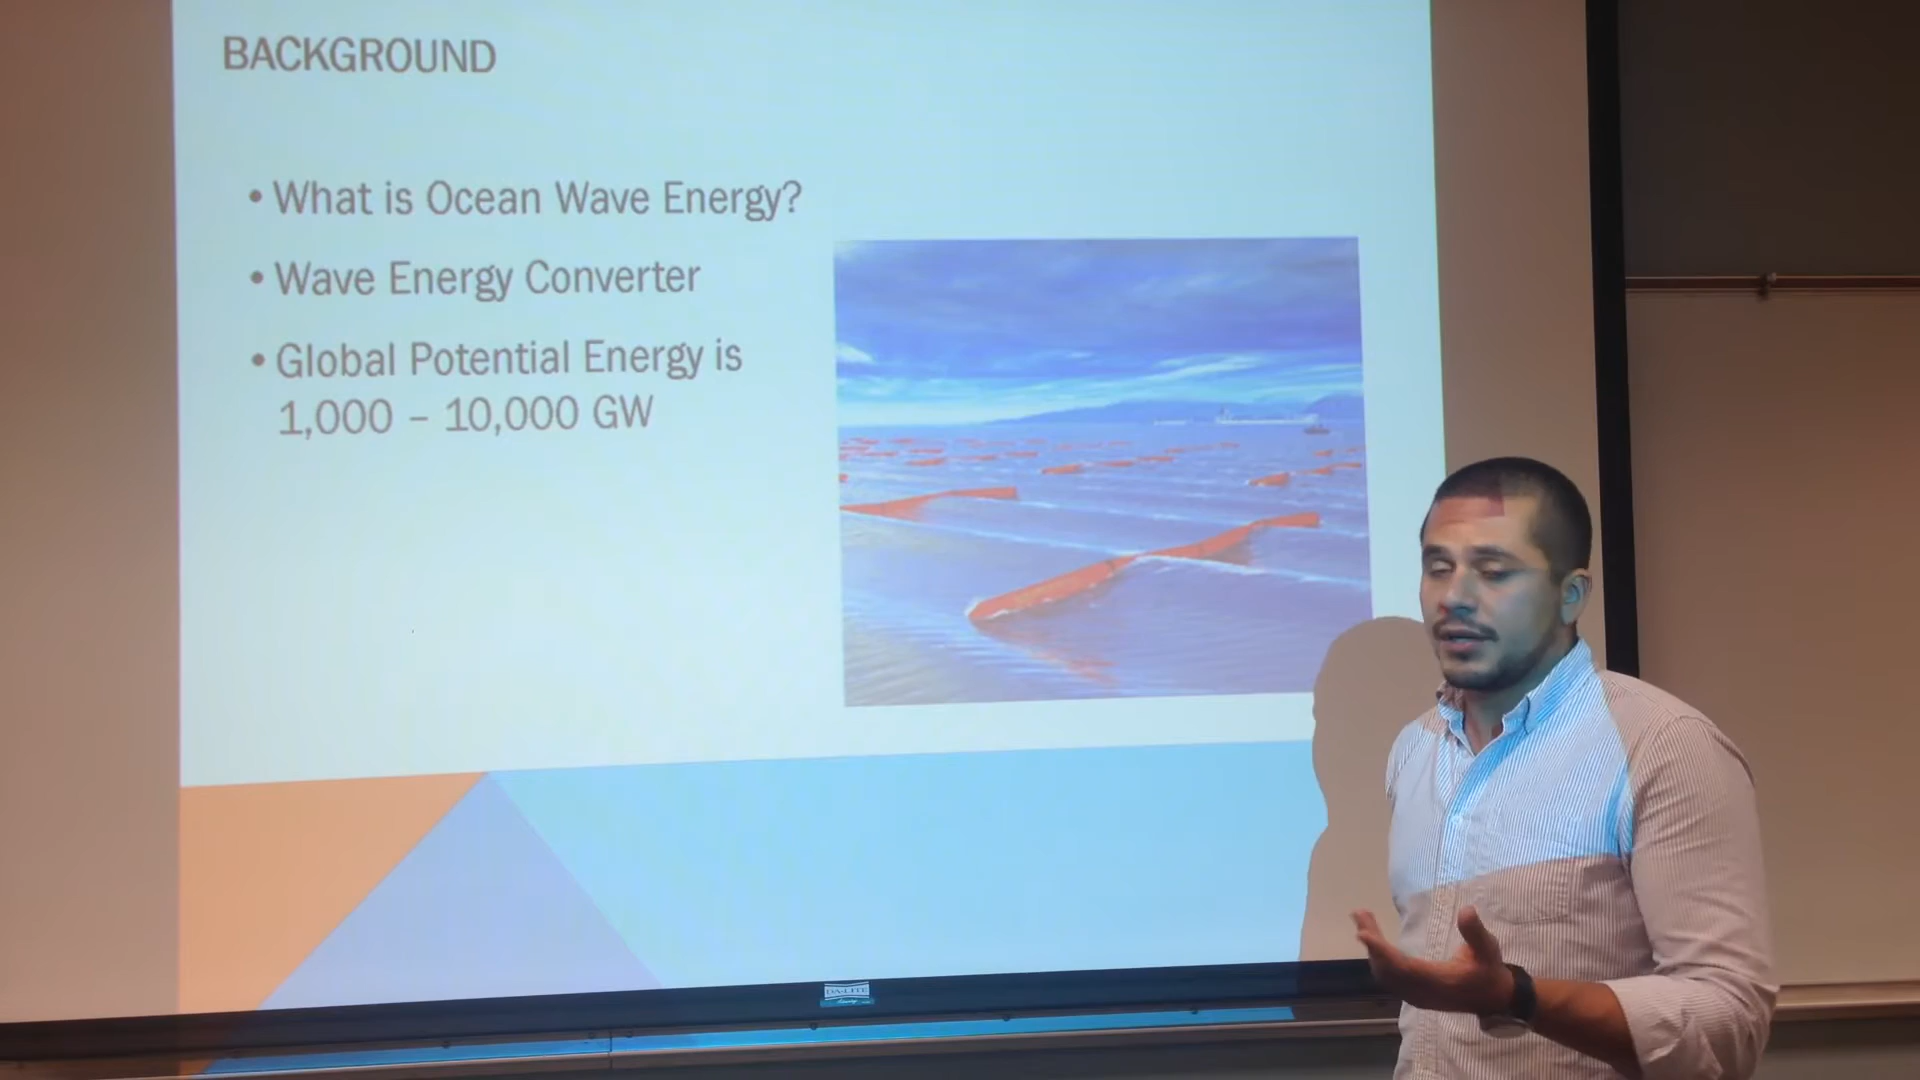 BACKGROUND
• What is Ocean Wave Energy?
• Wave Energy Converter
• Global Potential Energy is
1,000 – 10,000 GW
DA-LITE